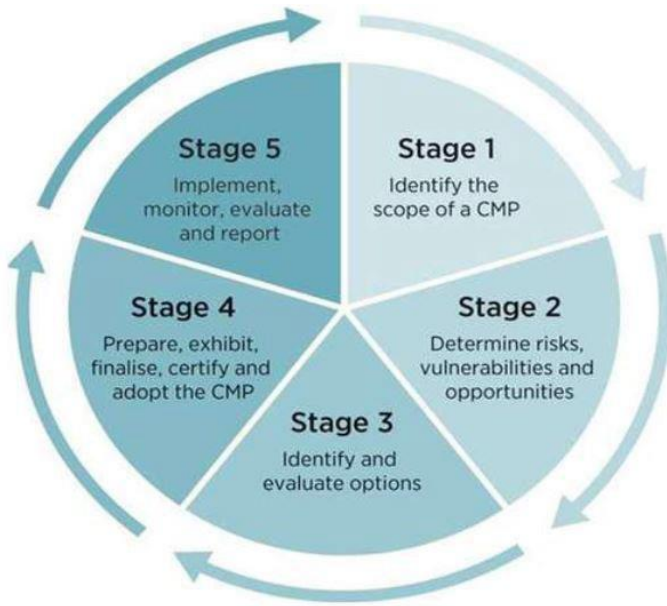 Stage 1
Identify the
scope of a CMP
Stage 2
Determine risks,
vulnerabilities and
opportunities
Stage 3
Identify and
evaluate options
Stage 4
Prepare, exhibit,
finalise, certify and
adopt the CMP
Stage 5
Implement,
monitor, evaluate
and report